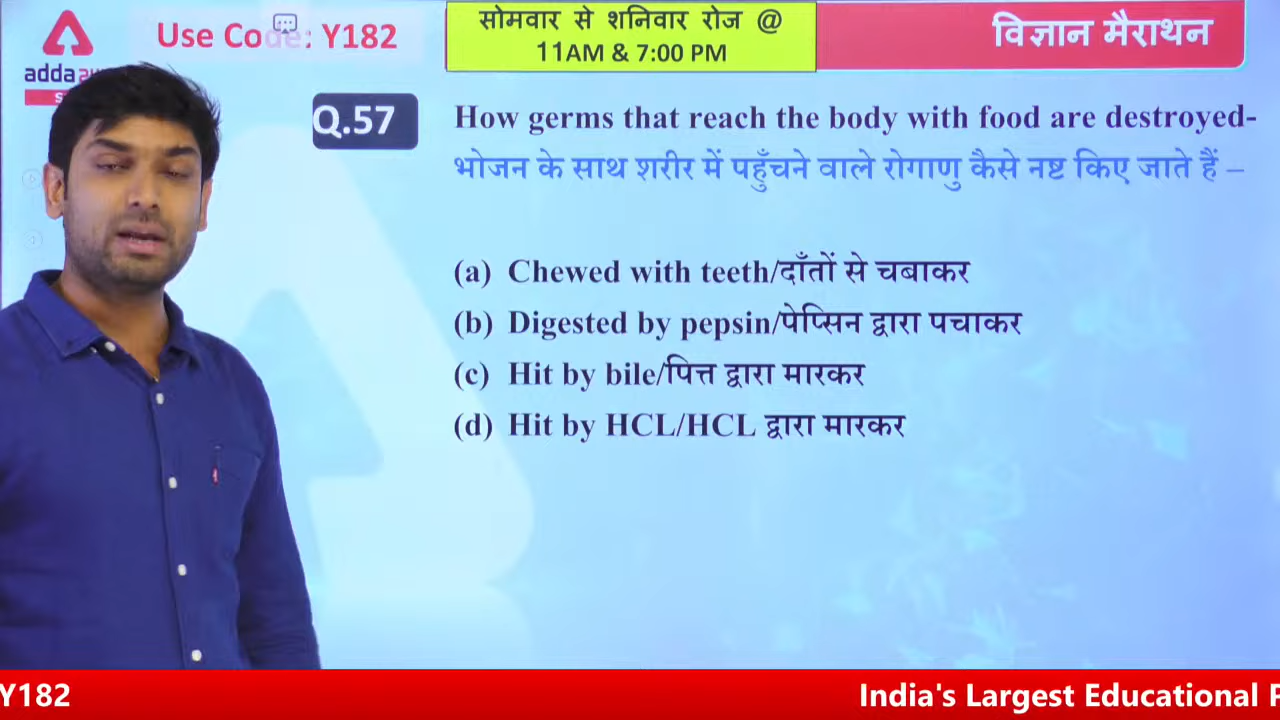 Use Code: Y182
सोमवार से शनिवार रोज @
11AM & 7:00 PM
विज्ञान मैराथन
adda
Q.57
How germs that reach the body with food are destroyed-
भोजन के साथ शरीर में पहुँचने वाले रोगाणु कैसे नष्ट किए जाते हैं –
(a) Chewed with teeth/दाँतों से चबाकर
(b) Digested by pepsin/पेप्सिन द्वारा पचाकर
(c) Hit by bile/पित्त द्वारा मारकर
(d) Hit by HCL/HCL द्वारा मारकर
Y182
India's Largest Educational